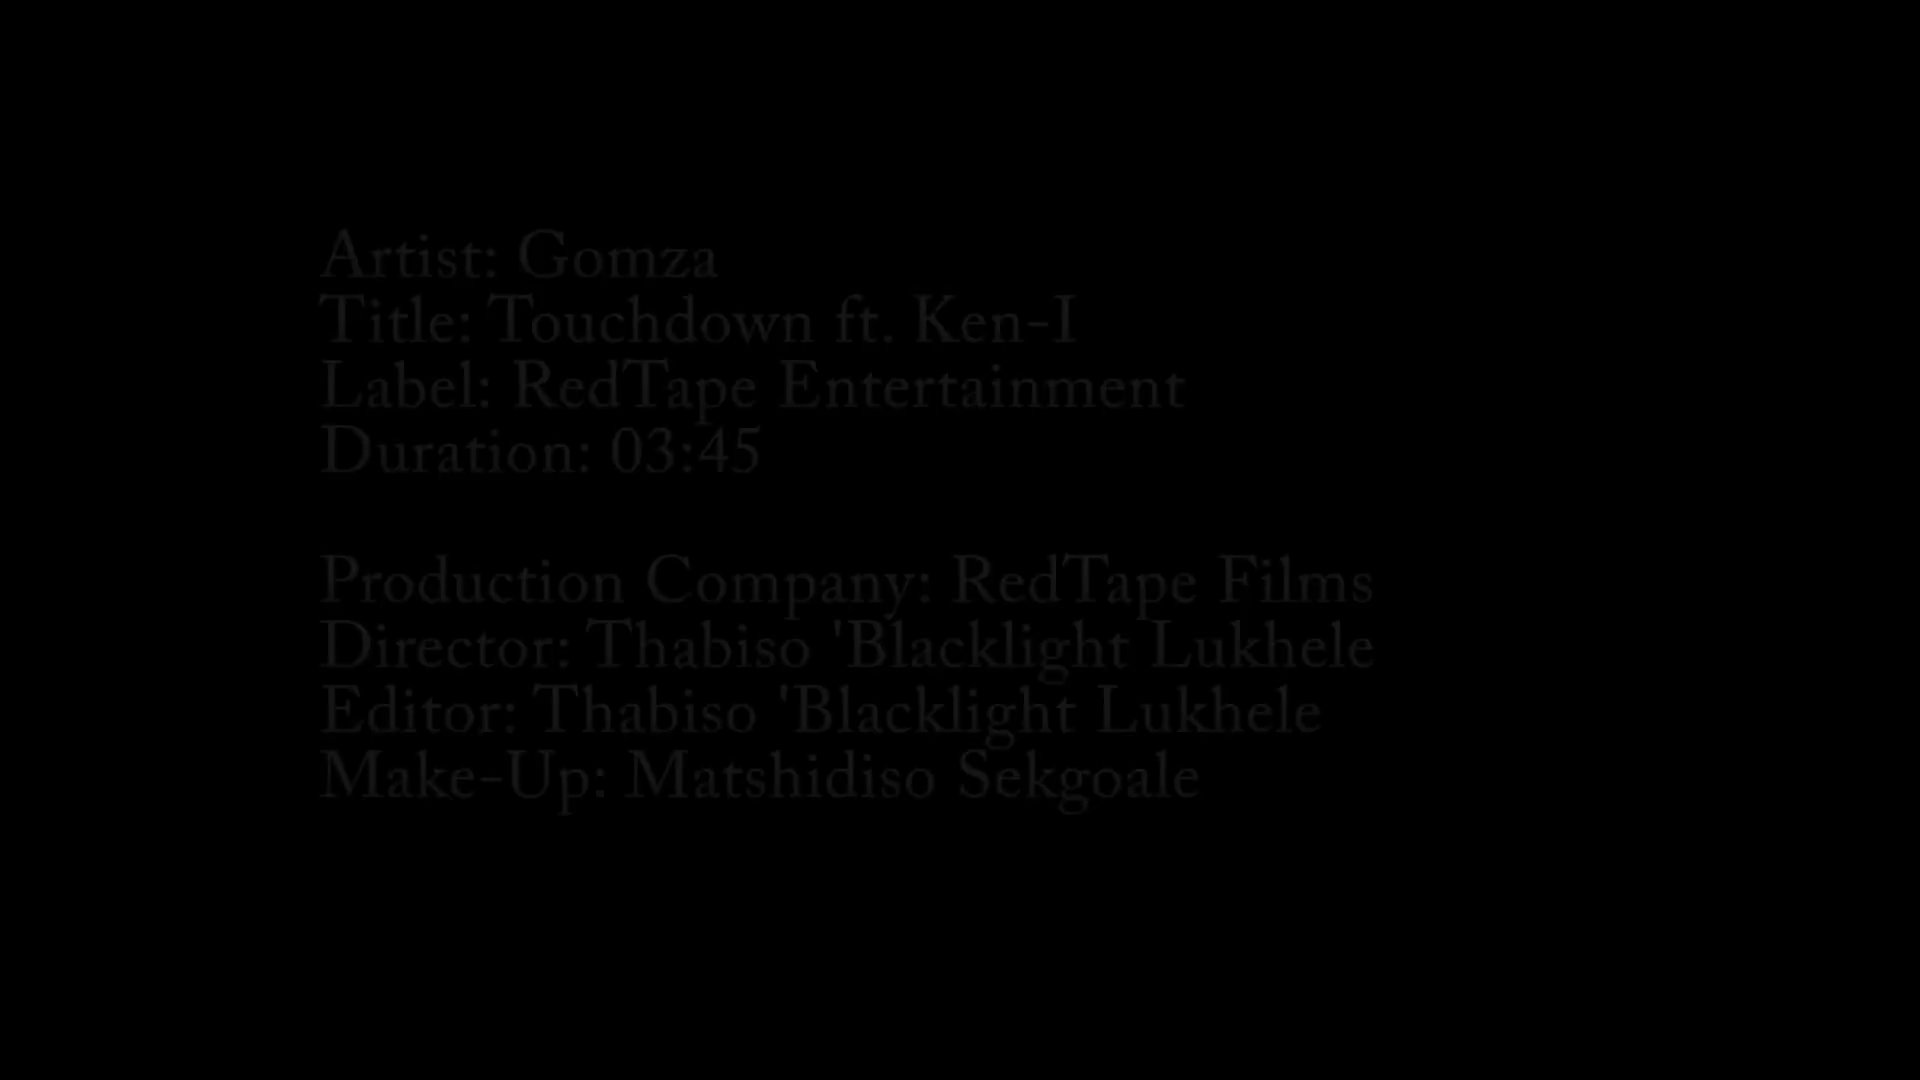 Artist: Gomza
Title: Touchdown ft. Ken-I
Label: RedTape Entertainment
Duration: 03:45
Production Company: RedTape Films
Director: Thabiso 'Blacklight Lukhele
Editor: Thabiso 'Blacklight Lukhele
Make-Up: Matshidiso Sekgoale